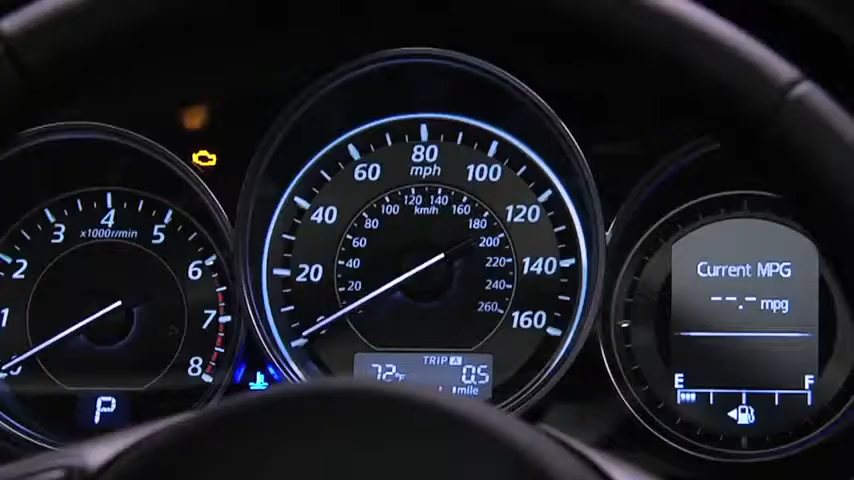 1
2
3
4
5
6
7
8
x1000r/min
P
20
40
60
80
100
120
140
160
mph
20
40
60
80
100
120
140
160
180
200
220
240
260
km/h
TRIP A
72°F
0.5
mile
Current MPG
--.- mpg
E
F